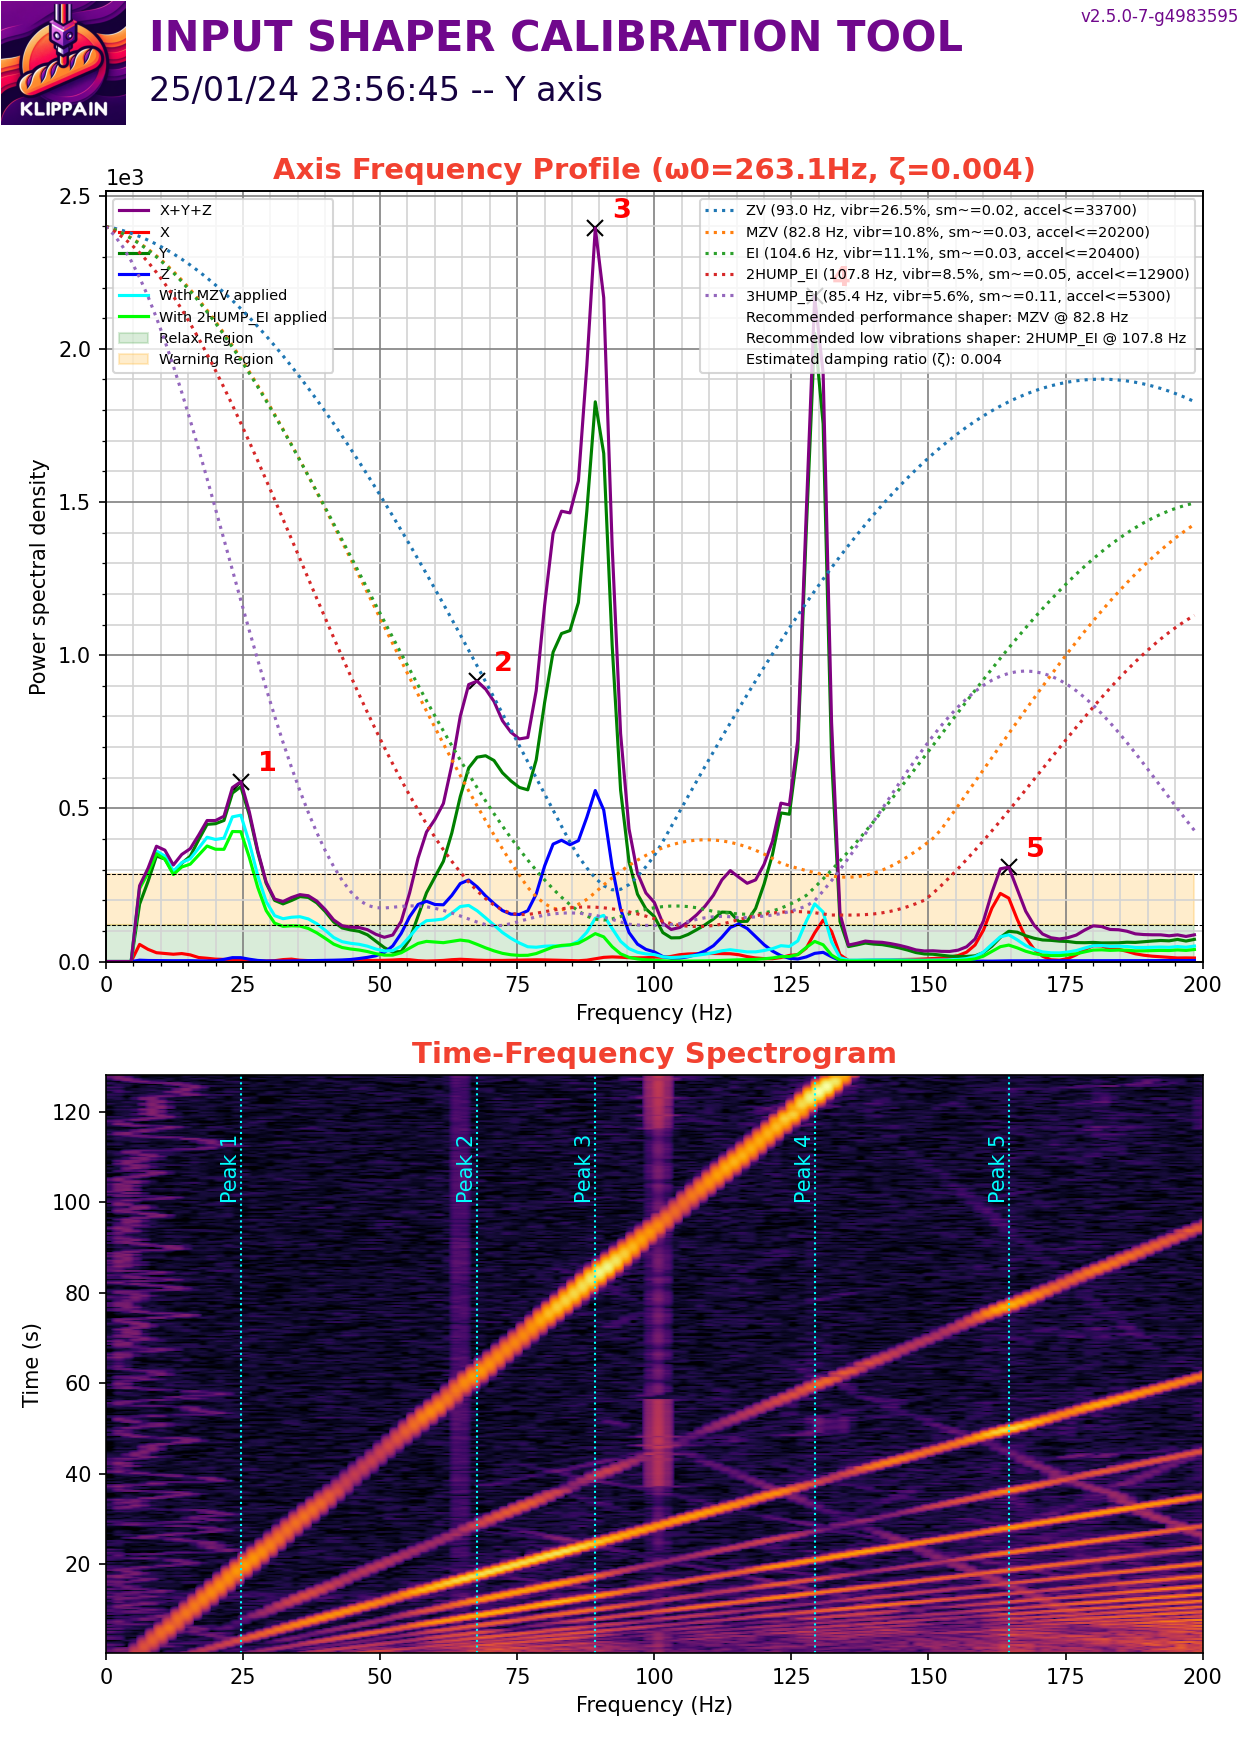 KLIPPAIN
INPUT SHAPER CALIBRATION TOOL
v2.5.0-7-g4983595
25/01/24 23:56:45 -- Y axis
Axis Frequency Profile (ω0=263.1Hz, ζ=0.004)
1e3
2.5
2.0
1.5
1.0
0.5
0.0
Power spectral density
X+Y+Z
X
Y
Z
With MZV applied
With 2HUMP_EI applied
Relax Region
Warning Region
ZV (93.0 Hz, vibr=26.5%, sm~=0.02, accel<=33700)
MZV (82.8 Hz, vibr=10.8%, sm~=0.03, accel<=20200)
EI (104.6 Hz, vibr=11.1%, sm~=0.03, accel<=20400)
2HUMP_EI (107.8 Hz, vibr=8.5%, sm~=0.05, accel<=12900)
3HUMP_EI (85.4 Hz, vibr=5.6%, sm~=0.11, accel<=5300)
Recommended performance shaper: MZV @ 82.8 Hz
Recommended low vibrations shaper: 2HUMP_EI @ 107.8 Hz
Estimated damping ratio (ζ): 0.004
1
2
3
4
5
0 25 50 75 100 125 150 175 200
Frequency (Hz)
Time-Frequency Spectrogram
120
100
80
60
40
20
Time (s)
Peak 1
Peak 2
Peak 3
Peak 4
Peak 5
0 25 50 75 100 125 150 175 200
Frequency (Hz)